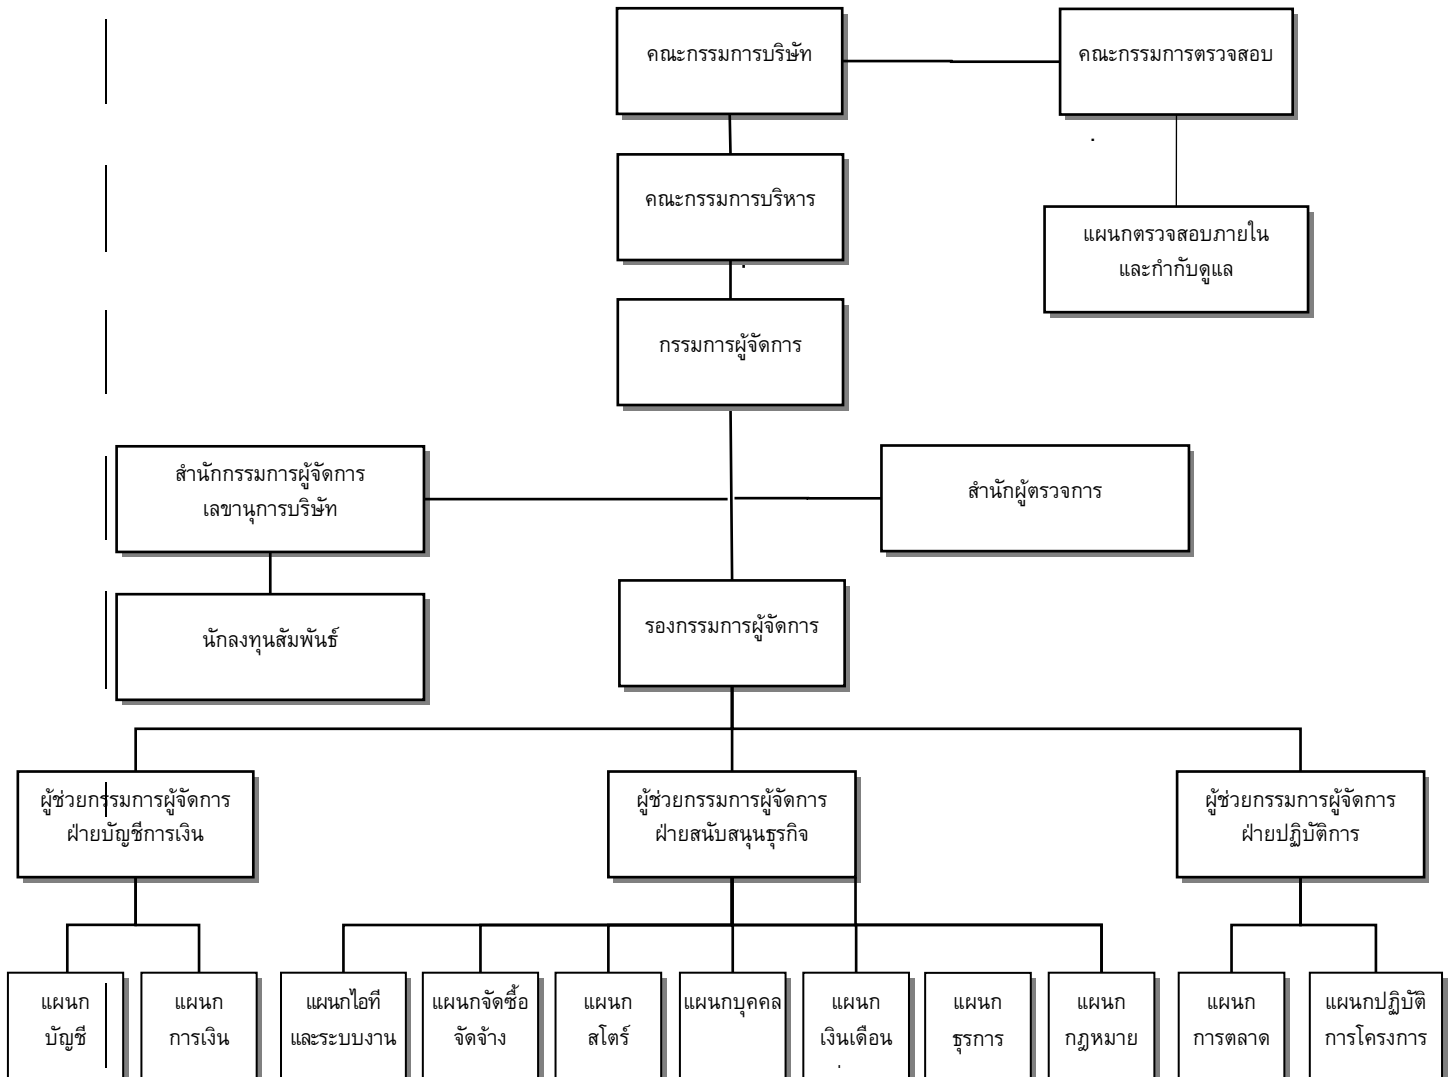 คณะกรรมการบริษัท
คณะกรรมการตรวจสอบ
คณะกรรมการบริหาร
แผนกตรวจสอบภายใน
และกำกับดูแล
กรรมการผู้จัดการ
สำนักกรรมการผู้จัดการ
เลขานุการบริษัท
สำนักผู้ตรวจการ
นักลงทุนสัมพันธ์
รองกรรมการผู้จัดการ
ผู้ช่วยกรรมการผู้จัดการ
ฝ่ายบัญชีการเงิน
ผู้ช่วยกรรมการผู้จัดการ
ฝ่ายสนับสนุนธุรกิจ
ผู้ช่วยกรรมการผู้จัดการ
ฝ่ายปฏิบัติการ
แผนก
บัญชี
แผนก
การเงิน
แผนกไอที
และระบบงาน
แผนกจัดซื้อ
จัดจ้าง
แผนก
สโตร์
แผนกบุคคล
แผนก
เงินเดือน
แผนก
ธุรการ
แผนก
กฎหมาย
แผนก
การตลาด
แผนกปฏิบัติ
การโครงการ